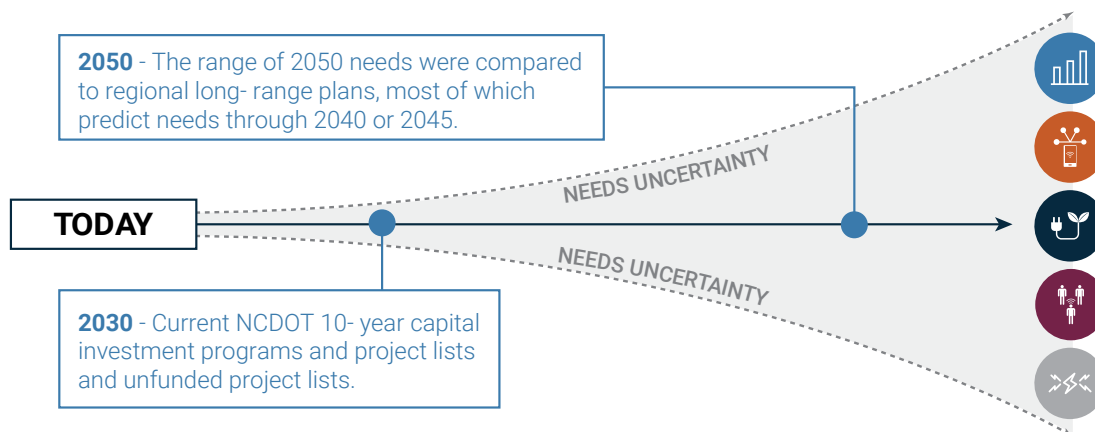 2050 - The range of 2050 needs were compared
to regional long- range plans, most of which
predict needs through 2040 or 2045.
NEEDS UNCERTAINTY
TODAY
NEEDS UNCERTAINTY
2030 - Current NCDOT 10- year capital
investment programs and project lists
and unfunded project lists.